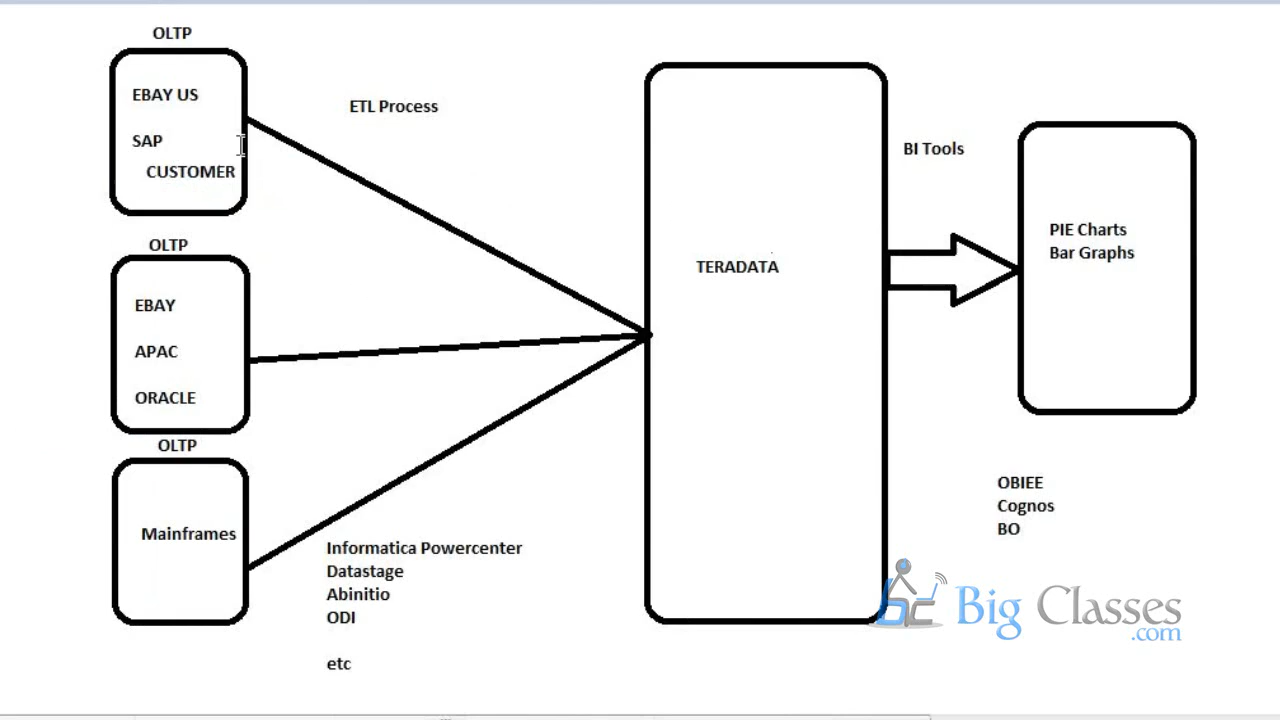 OLTP
EBAY US
SAP
CUSTOMER
ETL Process
OLTP
EBAY
APAC
ORACLE
OLTP
Mainframes
Informatica Powercenter
Datastage
Abinitio
ODI
etc
TERADATA
BI Tools
PIE Charts
Bar Graphs
OBIEE
Cognos
BO
bc Big Classes
.com